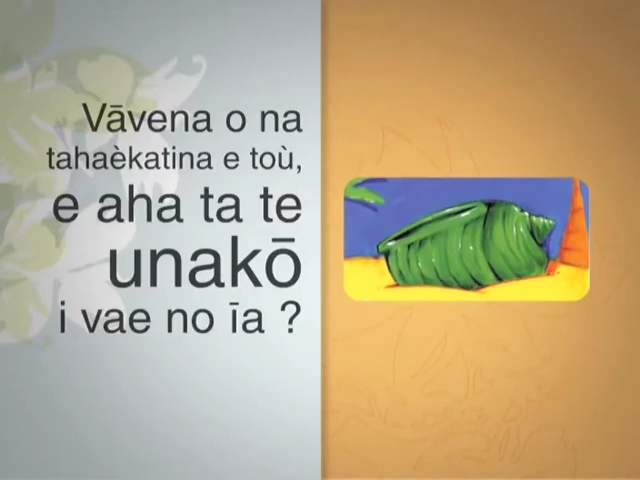 Vāvena o na
tahaèkatina e toù,
e aha ta te
unakō
i vae no īa ?